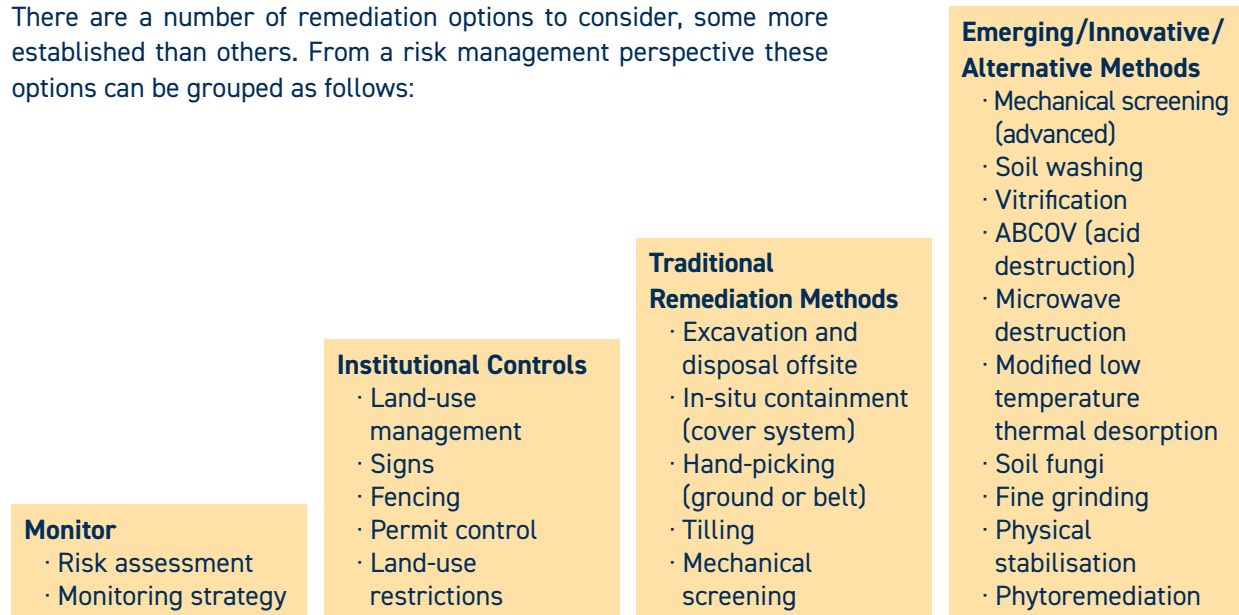 There are a number of remediation options to consider, some more
established than others. From a risk management perspective these
options can be grouped as follows:
Monitor
· Risk assessment
· Monitoring strategy
Institutional Controls
· Land-use
management
· Signs
· Fencing
· Permit control
· Land-use
restrictions
Traditional
Remediation Methods
· Excavation and
disposal offsite
· In-situ containment
(cover system)
· Hand-picking
(ground or belt)
· Tilling
· Mechanical
screening
Emerging/Innovative/
Alternative Methods
· Mechanical screening
(advanced)
· Soil washing
· Vitrification
· ABCOV (acid
destruction)
· Microwave
destruction
· Modified low
temperature
thermal desorption
· Soil fungi
· Fine grinding
· Physical
stabilisation
· Phytoremediation